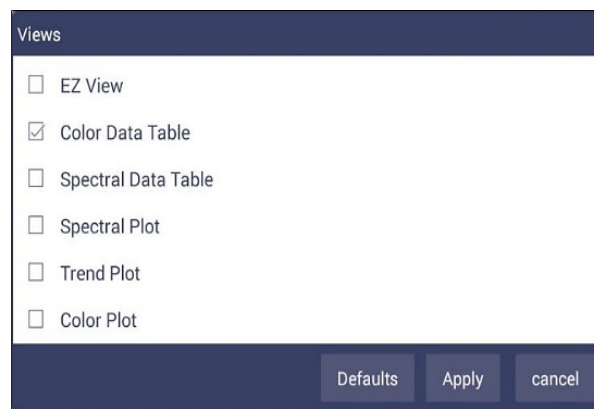 Views
EZ View
Color Data Table
Spectral Data Table
Spectral Plot
Trend Plot
Color Plot
Defaults Apply cancel